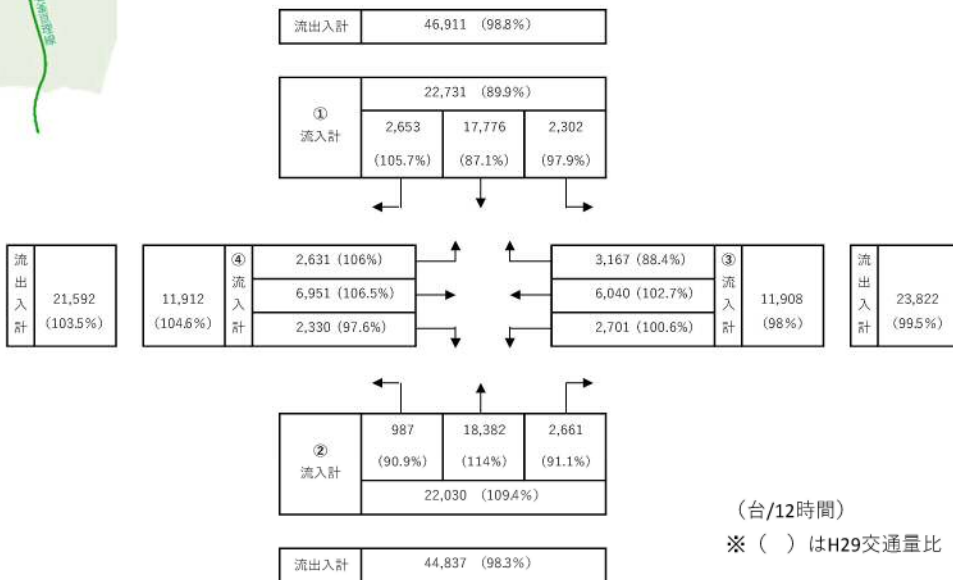 流出入計 46,911 (98.8%)
① 流入計
22,731 (89.9%)
2,653 17,776 2,302
(105.7%) (87.1%) (97.9%)
流出入計 21,592 (103.5%)
11,912 (104.6%)
④ 流入計
2,631 (106%)
6,951 (106.5%)
2,330 (97.6%)
3,167 (88.4%)
6,040 (102.7%)
2,701 (100.6%)
③ 流入計
11,908 (98%)
流出入計 23,822 (99.5%)
② 流入計
987 18,382 2,661
(90.9%) (114%) (91.1%)
22,030 (109.4%)
(台/12時間)
※ ( ) はH29交通量比
流出入計 44,837 (98.3%)